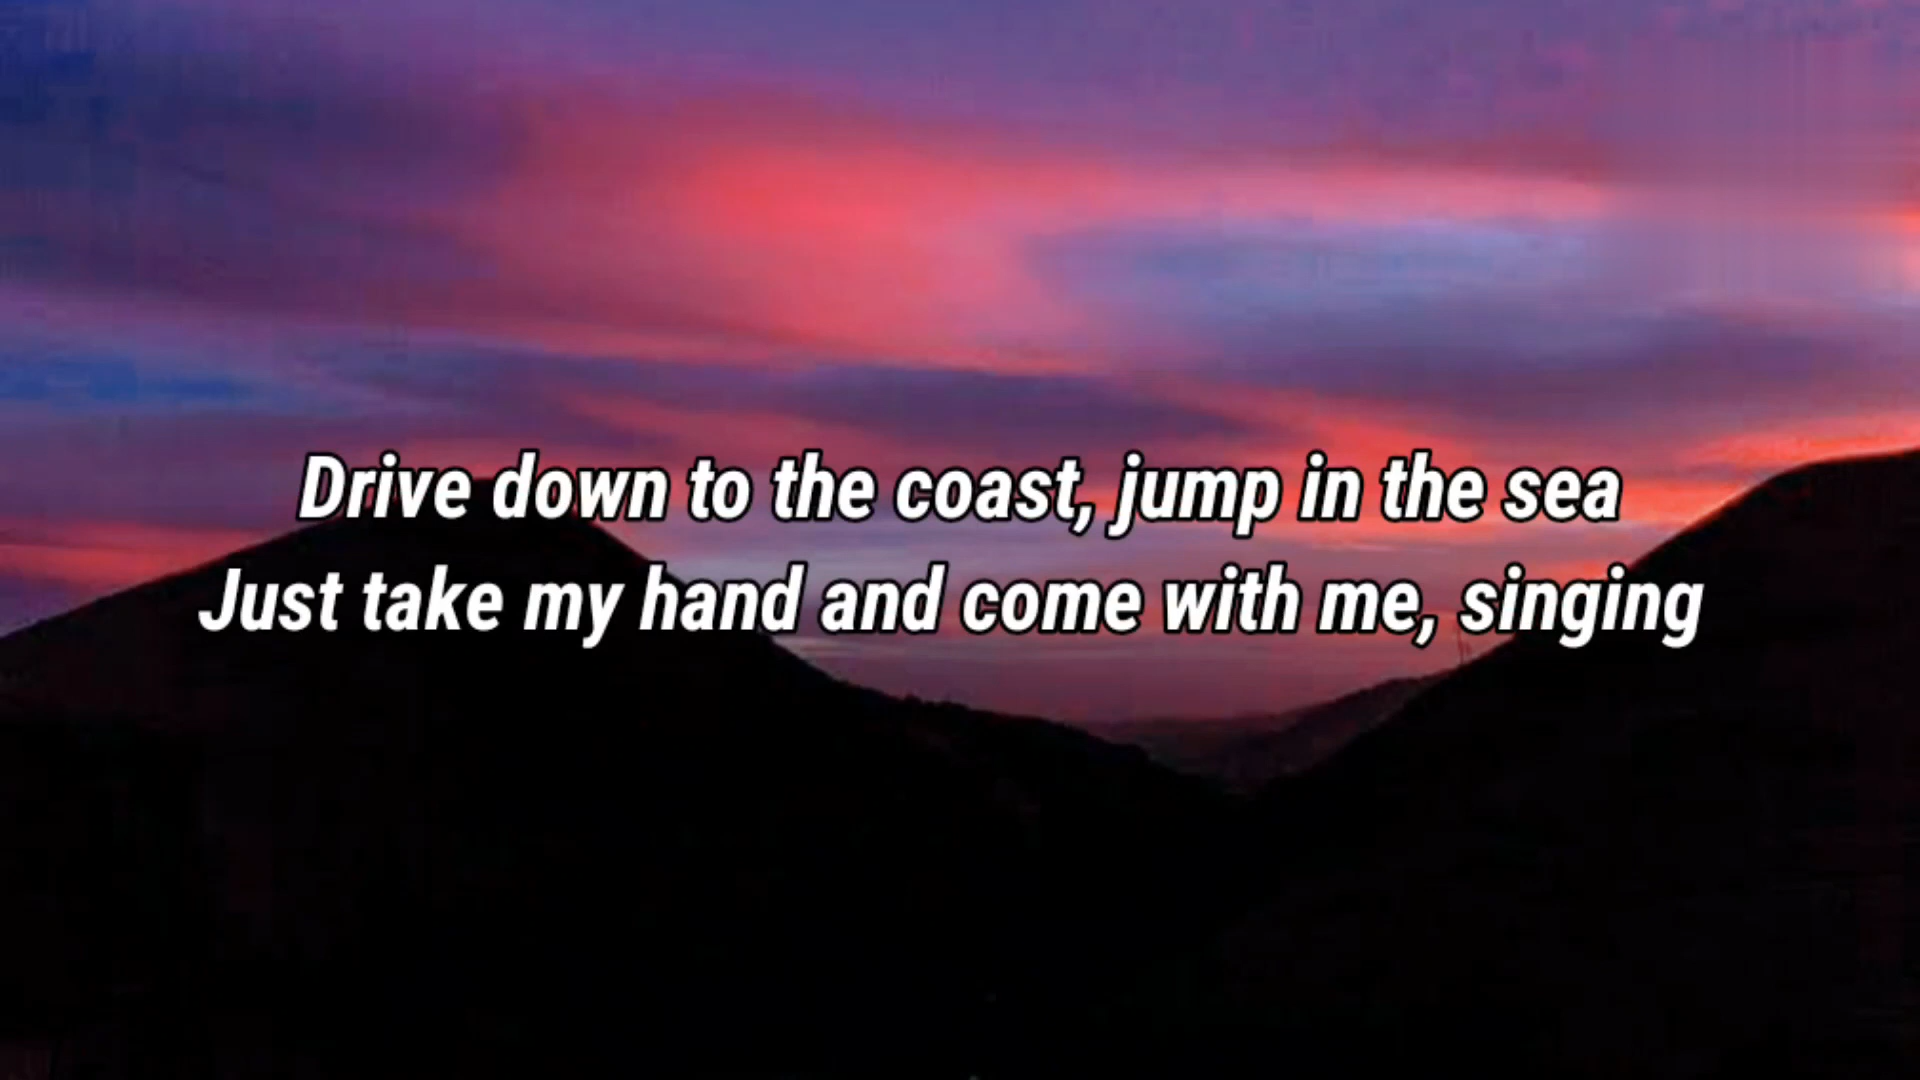 Drive down to the coast, jump in the sea
Just take my hand and come with me, singing